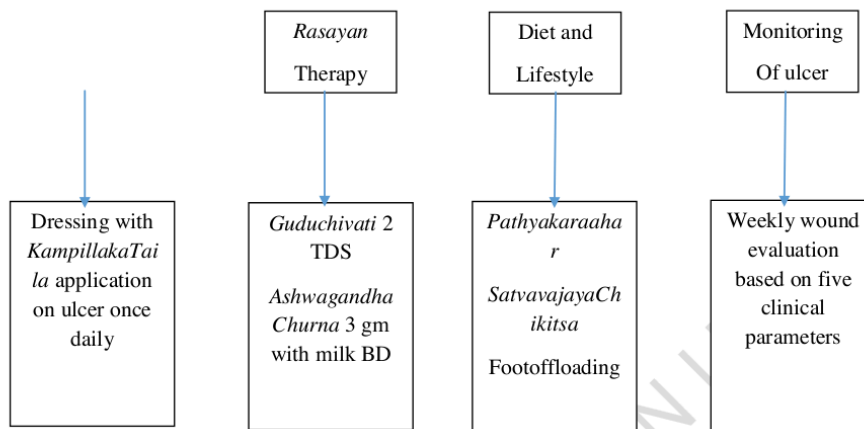 Rasayan
Therapy
Diet and
Lifestyle
Monitoring
Of ulcer
Dressing with
KampillakaTai
la application
on ulcer once
daily
Guduchivati 2
TDS
Ashwagandha
Churna 3 gm
with milk BD
Pathyakaraaha
r
SatvavajayaCh
ikitsa
Footoffloading
Weekly wound
evaluation
based on five
clinical
parameters